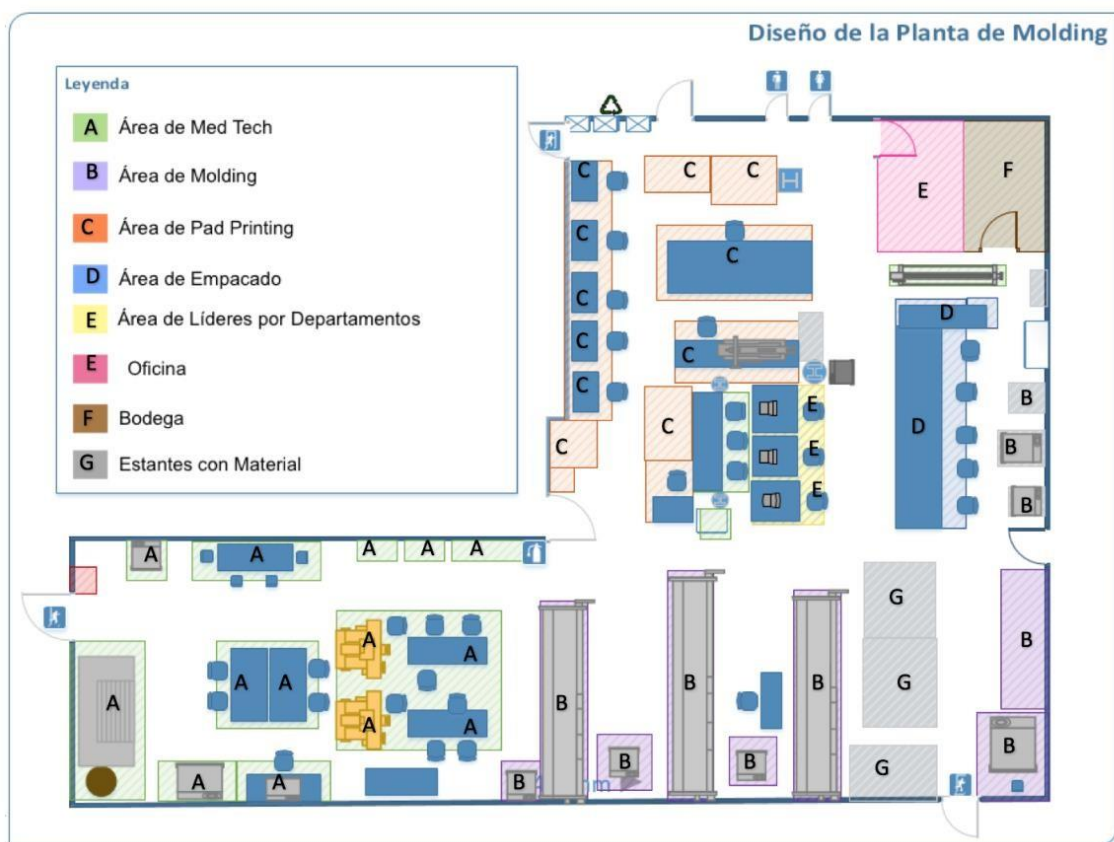 Diseño de la Planta de Molding
Leyenda
A Área de Med Tech
B Área de Molding
C Área de Pad Printing
D Área de Empacado
E Área de Líderes por Departamentos
E Oficina
F Bodega
G Estantes con Material
C
C C
E
F
C
C
D
C
C
C
C
E
B
C
C
E
D
C
E
B
E
B
A
A
A A A
G
B
A
A
A A
B
B
B
G
A
A
A
B
B
B
G
A
A
B
m